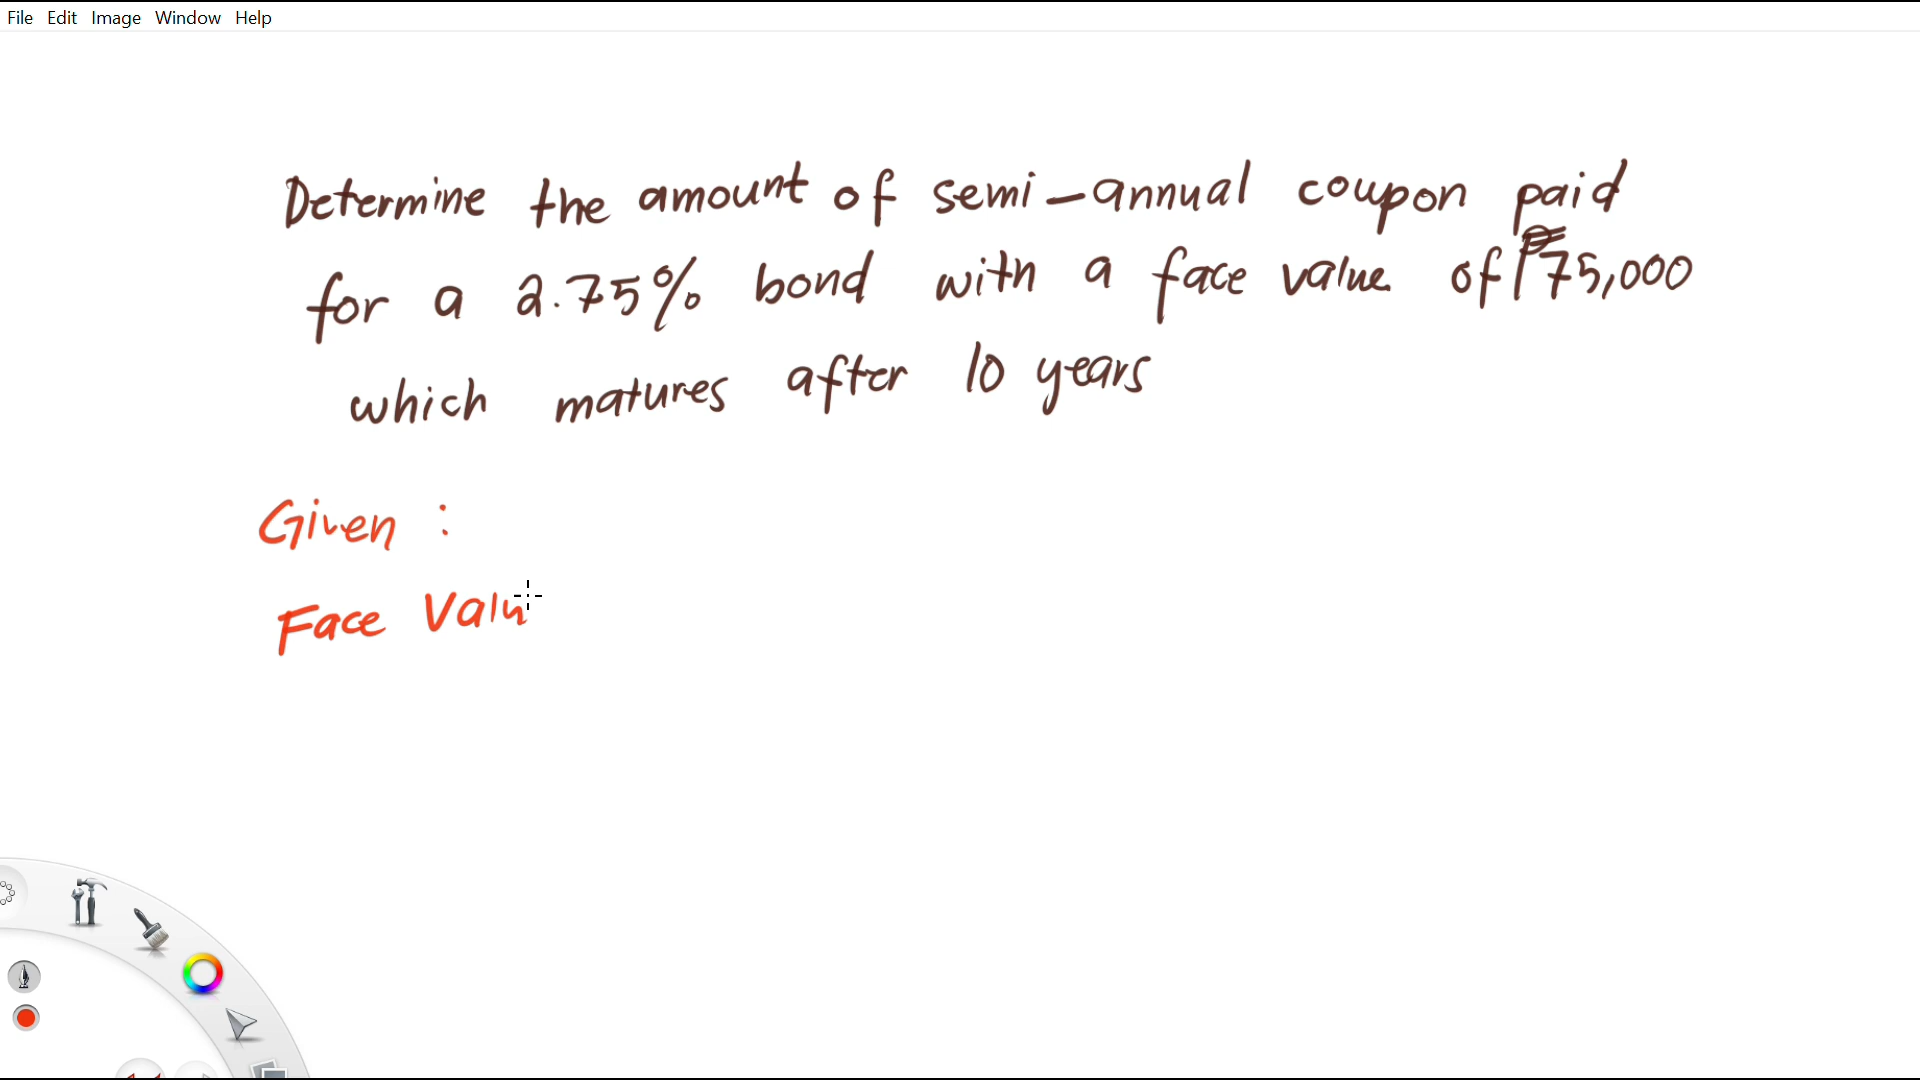 File Edit Image Window Help
Determine the amount of semi-annual coupon paid
for a 2.75% bond with a face value of ₱75,000
which matures after 10 years
Given :
Face Valu